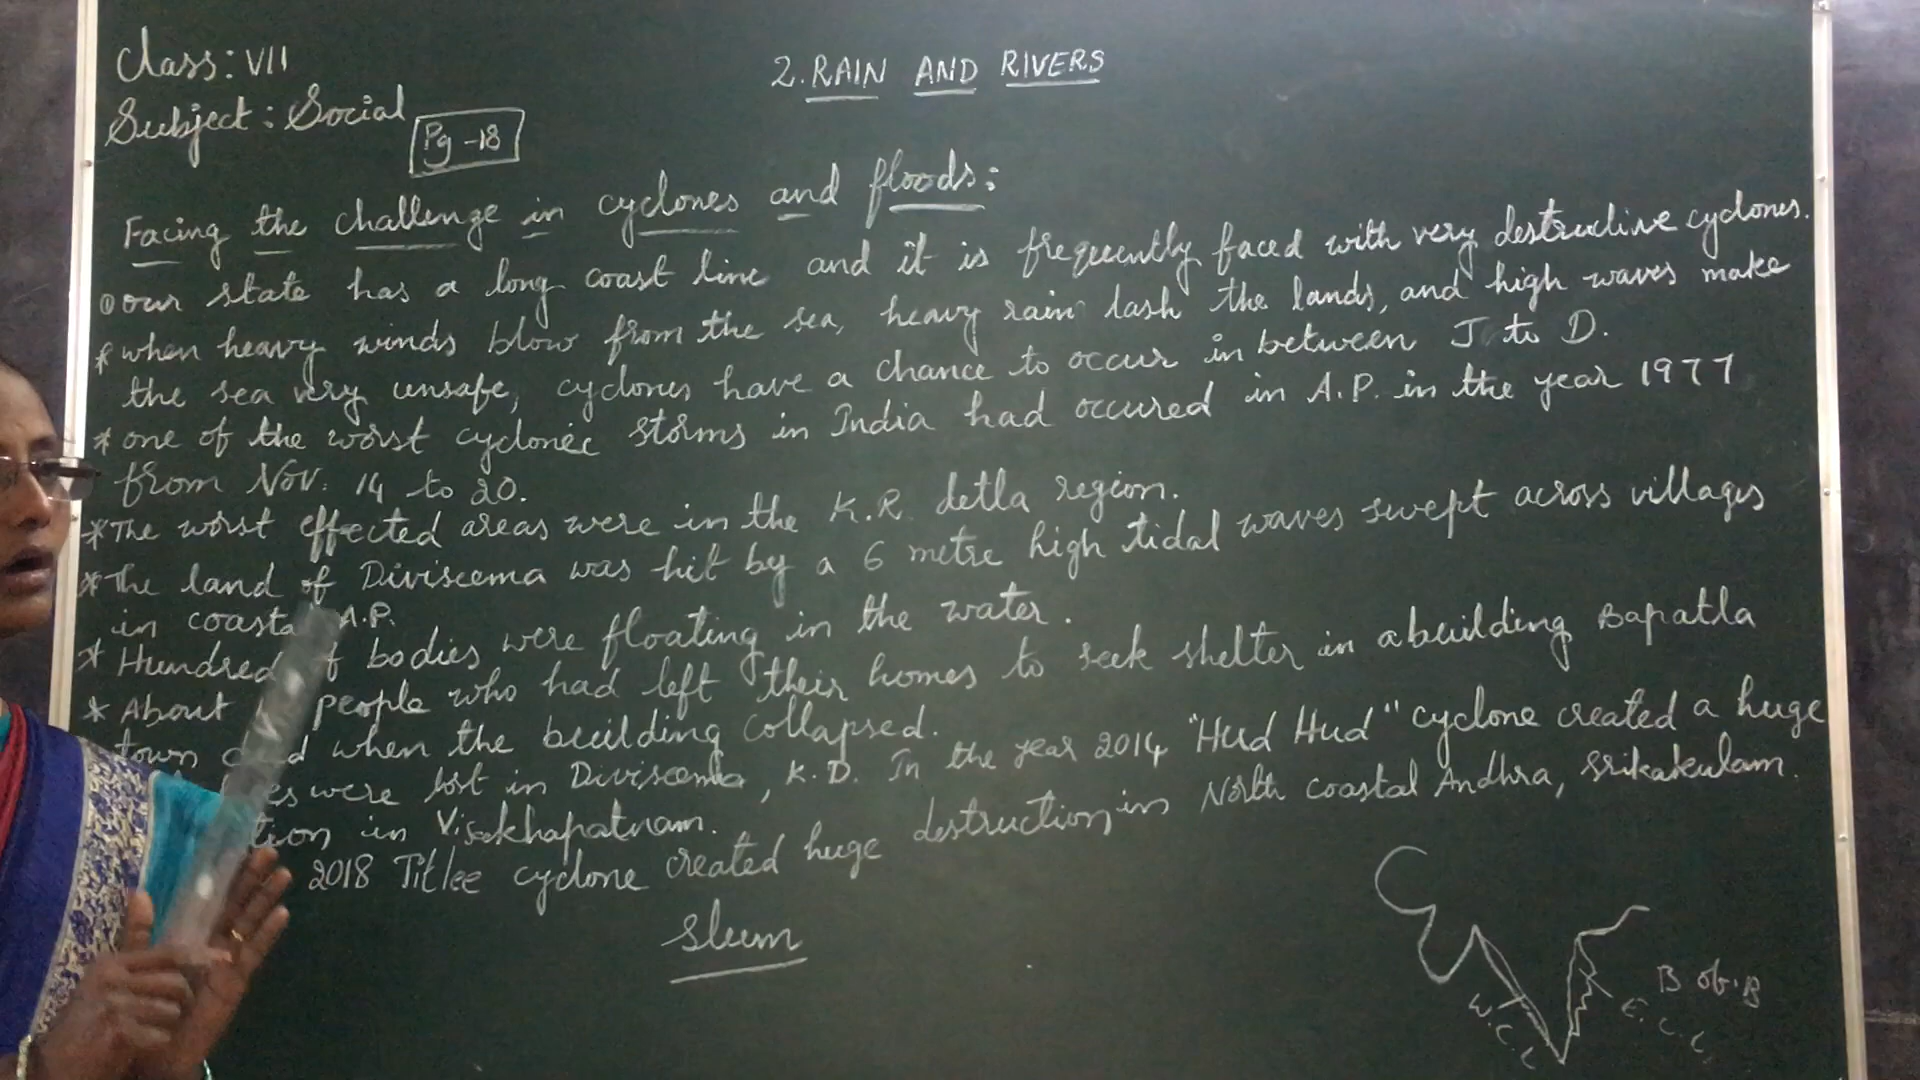 Class: VII
2. RAIN AND RIVERS
Subject: Social
Pg-18
Facing the challenge in cyclones and floods:
our state has a long coast line and it is frequently faced with very destructive cyclones.
* when heavy winds blow from the sea, heavy rain lash the lands, and high waves make
the sea very unsafe, cyclones have a chance to occur in between J to D.
* one of the worst cyclonic storms in India had occured in A.P. in the year 1977
from Nov. 14 to 20.
* The worst effected areas were in the K.R detla region.
* The land of Diviseema was hit by a 6 metre high tidal waves swept across villages
in coasta A.P.
* Hundred bodies were floating in the water.
* About people who had left their homes to seek shelter in a building Bapatla
town when the building collapsed.
were lost in Diviseema, K.D. In the year 2014 "Hud Hud" cyclone created a huge
tion in Visakhapatnam.
2018 Titlee cyclone created huge destruction in North coastal Andhra, Srikakulam.
slum
B of B
W.C.L
E.C.L